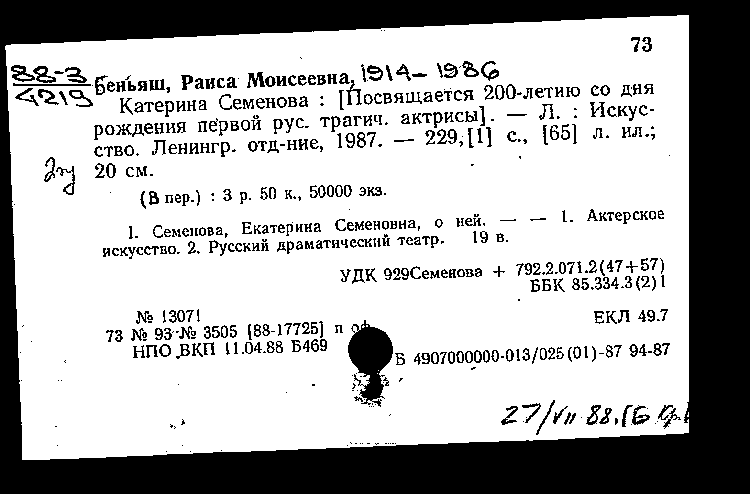 73
88-3
4219
Беньяш, Раиса Моисеевна, 1914-1986
Катерина Семенова : [Посвящается 200-летию со дня
рождения первой рус. трагич. актрисы]. — Л. : Искус-
ство. Ленингр. отд-ние, 1987. — 229,[1] с., [65] л. ил.;
20 см.
(В пер.) : 3 р. 50 к., 50000 экз.
1. Семенова, Екатерина Семеновна, о ней. — — 1. Актерское
искусство. 2. Русский драматический театр. 19 в.
УДК 929Семенова + 792.2.071.2(47+57)
ББК 85.334.3(2)1
№ 13071
ЕКЛ 49.7
73 № 93-№ 3505 [88-17725] п оф
НПО ВКП 11.04.88 Б469
Б 4907000000-013/025(01)-87 94-87
27/VII 88.